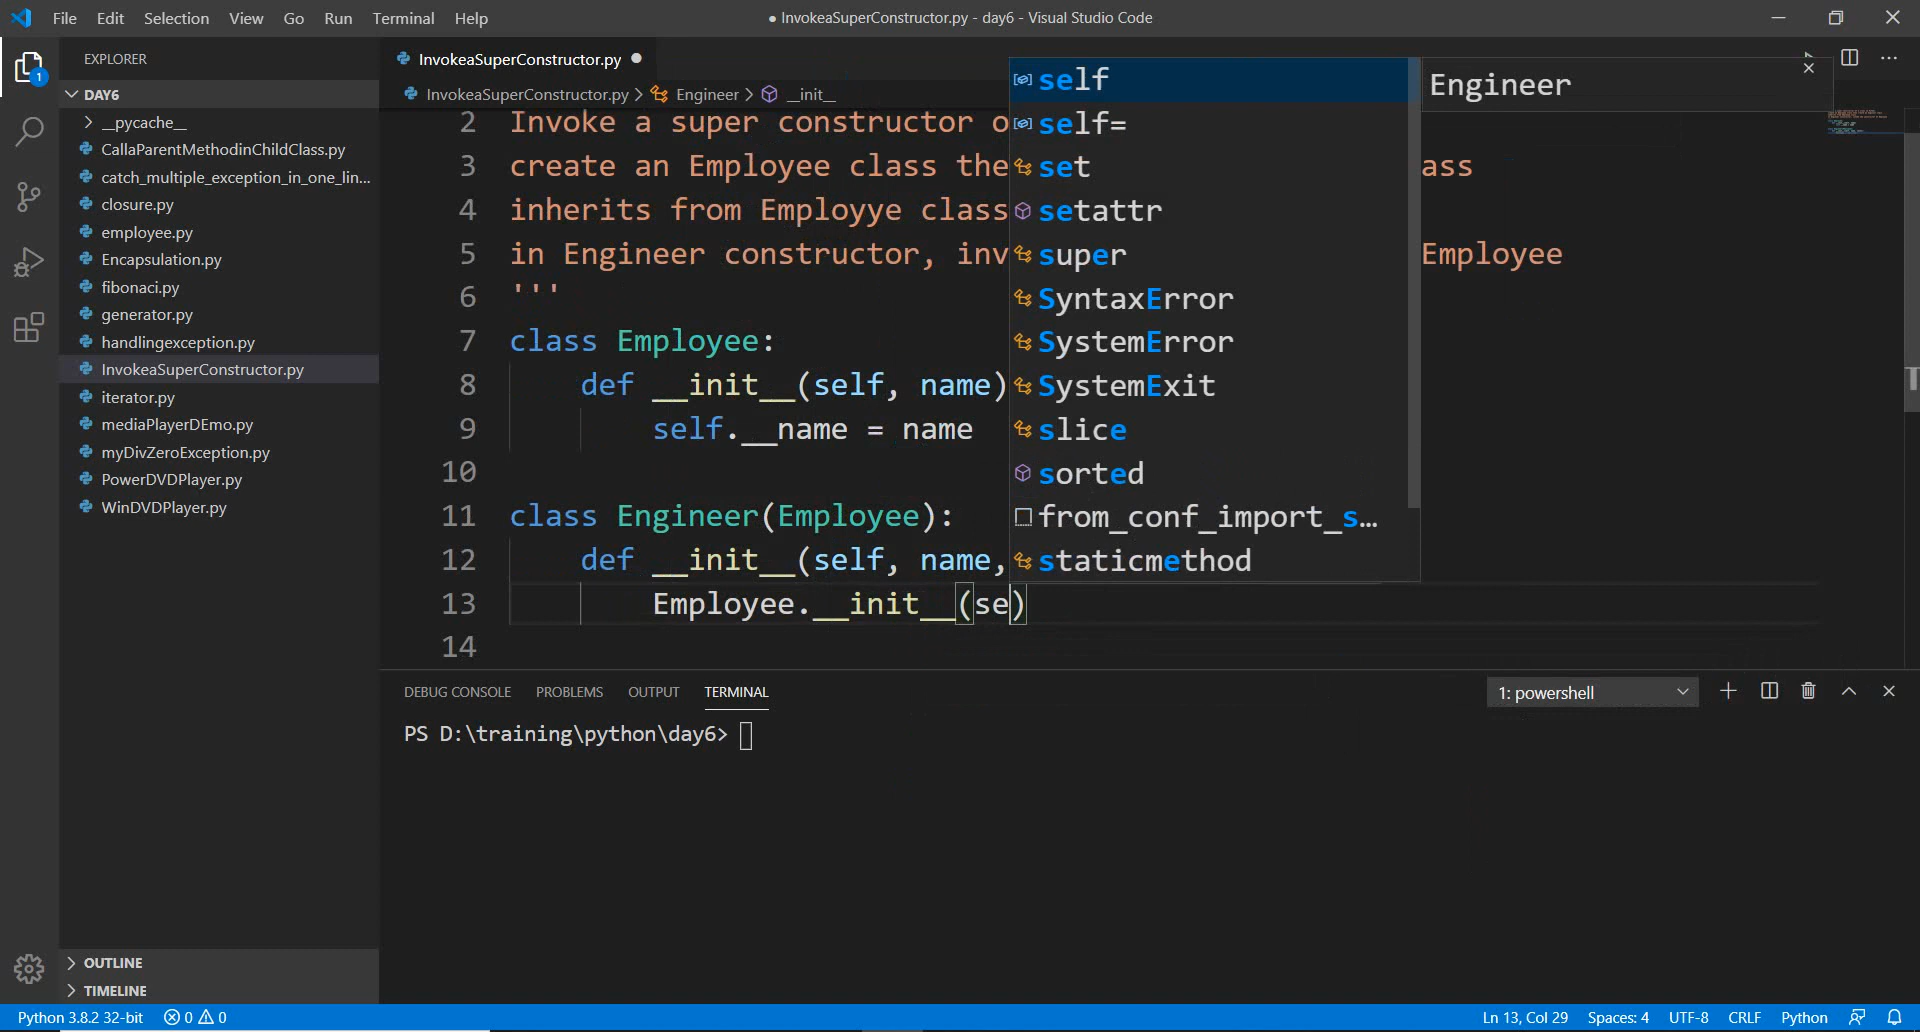 File Edit Selection View Go Run Terminal Help
● InvokeaSuperConstructor.py - day6 - Visual Studio Code
EXPLORER
DAY6
__pycache__
CallaParentMethodinChildClass.py
catch_multiple_exception_in_one_lin...
closure.py
employee.py
Encapsulation.py
fibonaci.py
generator.py
handlingexception.py
InvokeaSuperConstructor.py
iterator.py
mediaPlayerDEmo.py
myDivZeroException.py
PowerDVDPlayer.py
WinDVDPlayer.py
OUTLINE
TIMELINE
1
InvokeaSuperConstructor.py ●
InvokeaSuperConstructor.py > Engineer > __init__
2 Invoke a super constructor o
3 create an Employee class the ass
4 inherits from Employye class
5 in Engineer constructor, inv Employee
6 '''
7 class Employee:
8 def __init__(self, name)
9 self.__name = name
10
11 class Engineer(Employee):
12 def __init__(self, name,
13 Employee.__init__(se)
14
self
self=
set
setattr
super
SyntaxError
SystemError
SystemExit
slice
sorted
from_conf_import_s...
staticmethod
Engineer
DEBUG CONSOLE PROBLEMS OUTPUT TERMINAL
1: powershell
PS D:\training\python\day6>
Python 3.8.2 32-bit 0 0
Ln 13, Col 29 Spaces: 4 UTF-8 CRLF Python